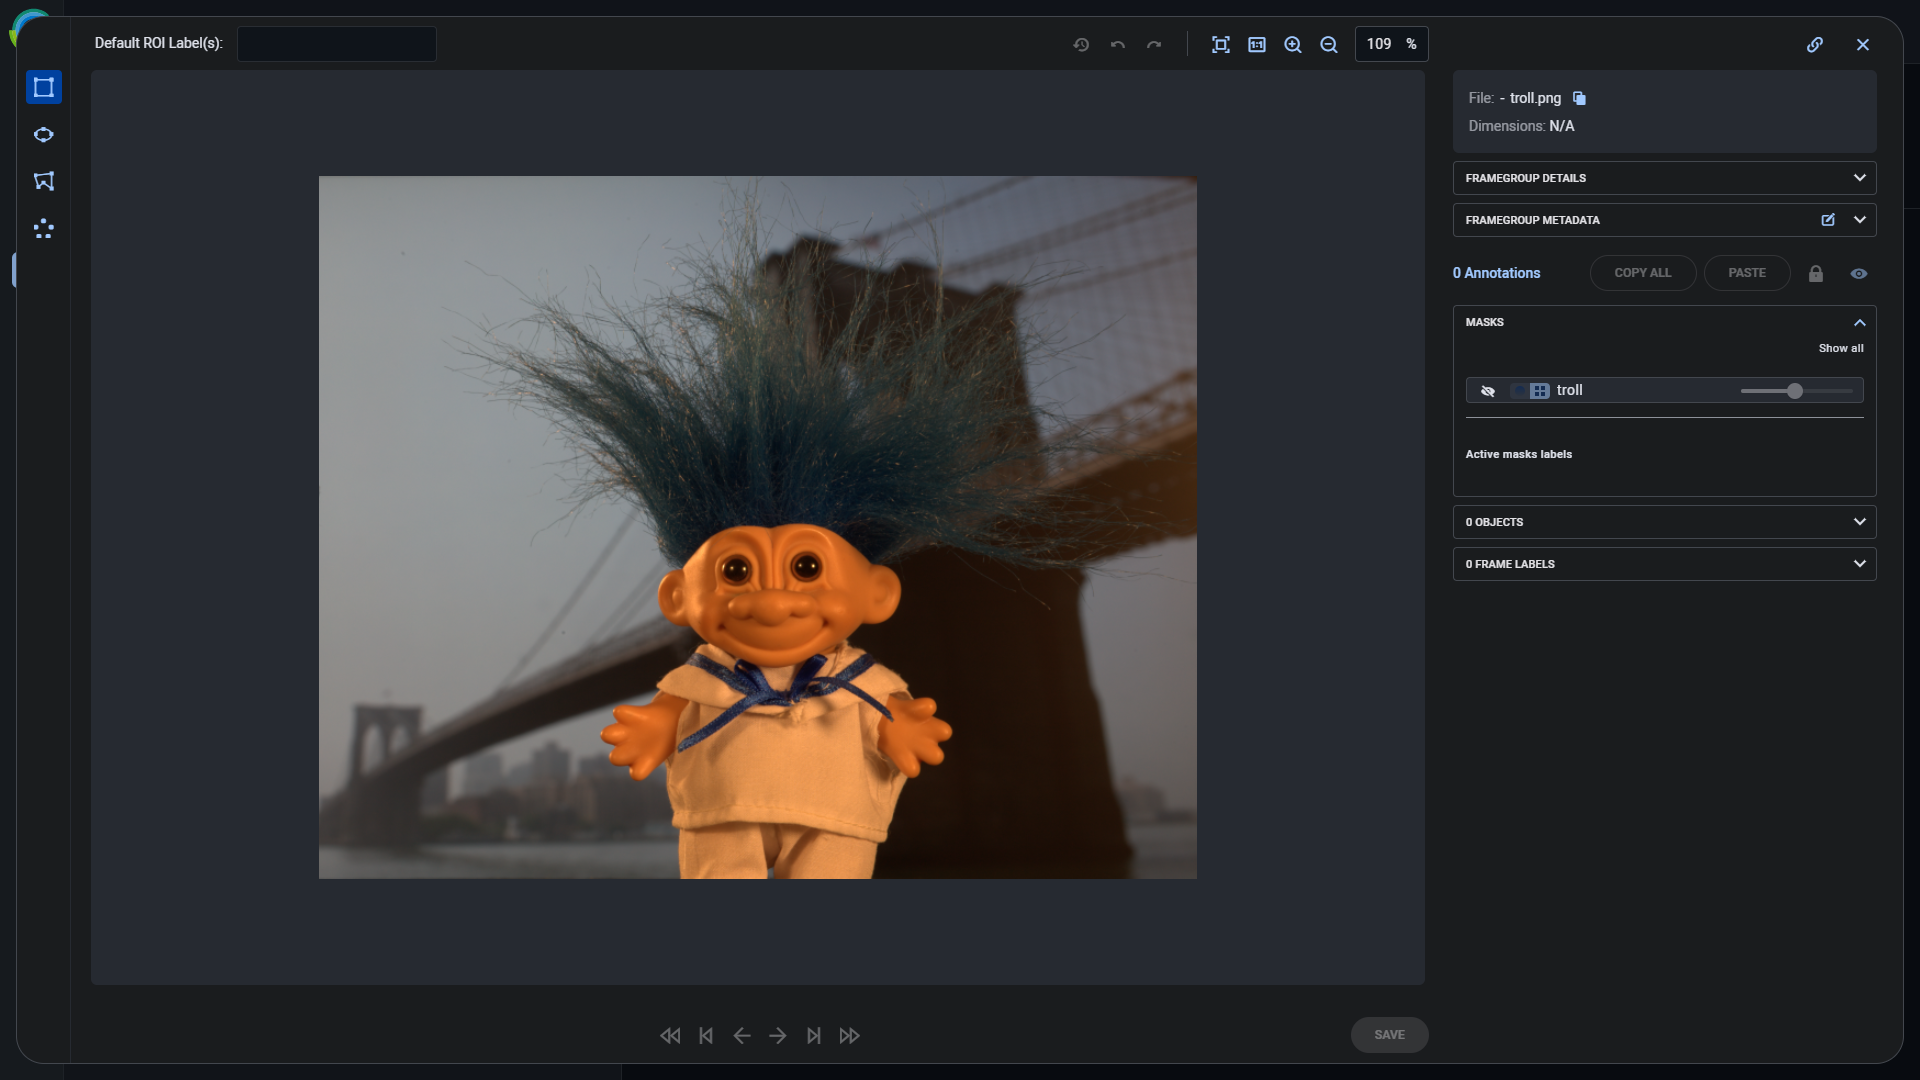 Default ROI Label(s):
109 %
File: - troll.png
Dimensions: N/A
FRAMEGROUP DETAILS
FRAMEGROUP METADATA
0 Annotations
COPY ALL
PASTE
MASKS
Show all
troll
Active masks labels
0 OBJECTS
0 FRAME LABELS
SAVE